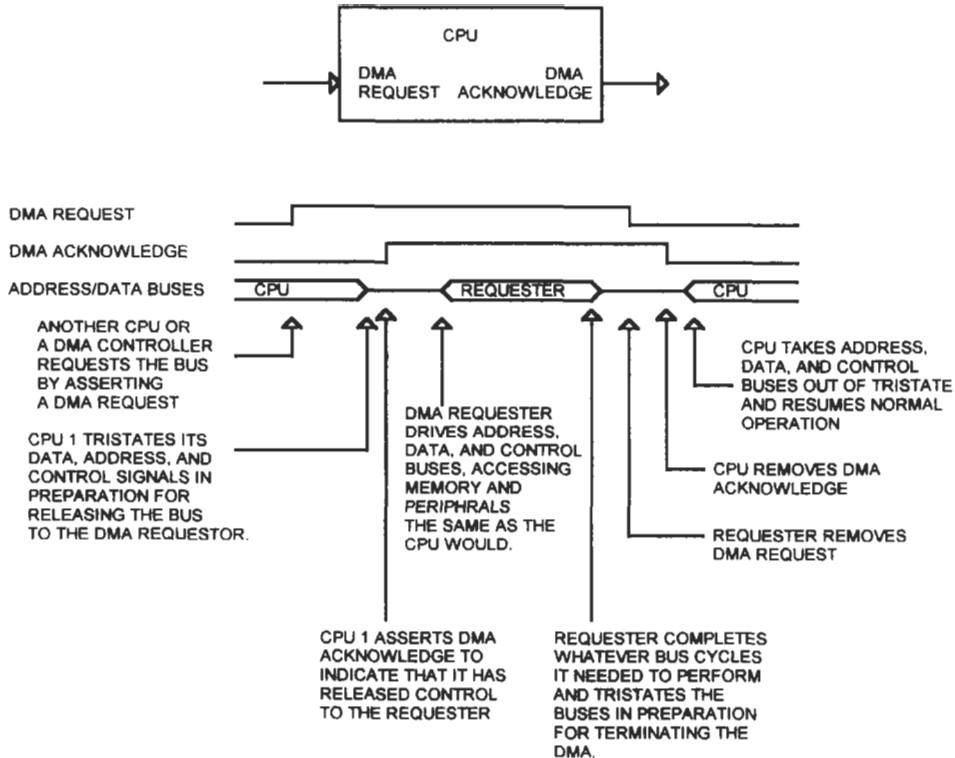 CPU
DMA
REQUEST
DMA
ACKNOWLEDGE
DMA REQUEST
DMA ACKNOWLEDGE
ADDRESS/DATA BUSES
CPU
REQUESTER
CPU
ANOTHER CPU OR
A DMA CONTROLLER
REQUESTS THE BUS
BY ASSERTING
A DMA REQUEST
CPU 1 TRISTATES ITS
DATA, ADDRESS, AND
CONTROL SIGNALS IN
PREPARATION FOR
RELEASING THE BUS
TO THE DMA REQUESTOR.
CPU 1 ASSERTS DMA
ACKNOWLEDGE TO
INDICATE THAT IT HAS
RELEASED CONTROL
TO THE REQUESTER
DMA REQUESTER
DRIVES ADDRESS,
DATA, AND CONTROL
BUSES, ACCESSING
MEMORY AND
PERIPHRALS
THE SAME AS THE
CPU WOULD.
REQUESTER COMPLETES
WHATEVER BUS CYCLES
IT NEEDED TO PERFORM
AND TRISTATES THE
BUSES IN PREPARATION
FOR TERMINATING THE
DMA.
REQUESTER REMOVES
DMA REQUEST
CPU REMOVES DMA
ACKNOWLEDGE
CPU TAKES ADDRESS,
DATA, AND CONTROL
BUSES OUT OF TRISTATE
AND RESUMES NORMAL
OPERATION